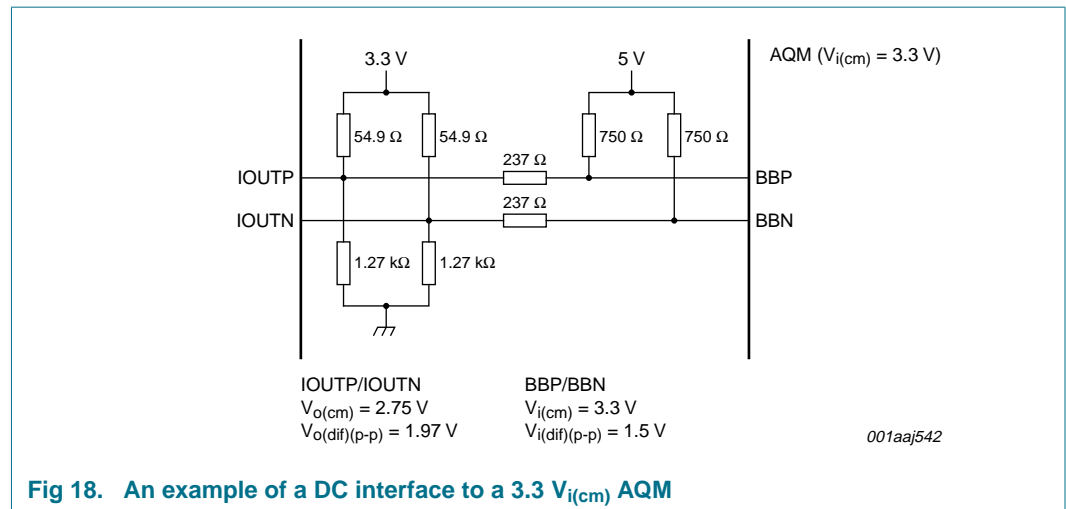 3.3 V
5 V
AQM (Vi(cm) = 3.3 V)
54.9 Ω
54.9 Ω
750 Ω
750 Ω
237 Ω
IOUTP
BBP
237 Ω
IOUTN
BBN
1.27 kΩ
1.27 kΩ
IOUTP/IOUTN
Vo(cm) = 2.75 V
Vo(dif)(p-p) = 1.97 V
BBP/BBN
Vi(cm) = 3.3 V
Vi(dif)(p-p) = 1.5 V
001aaj542
Fig 18. An example of a DC interface to a 3.3 Vi(cm) AQM